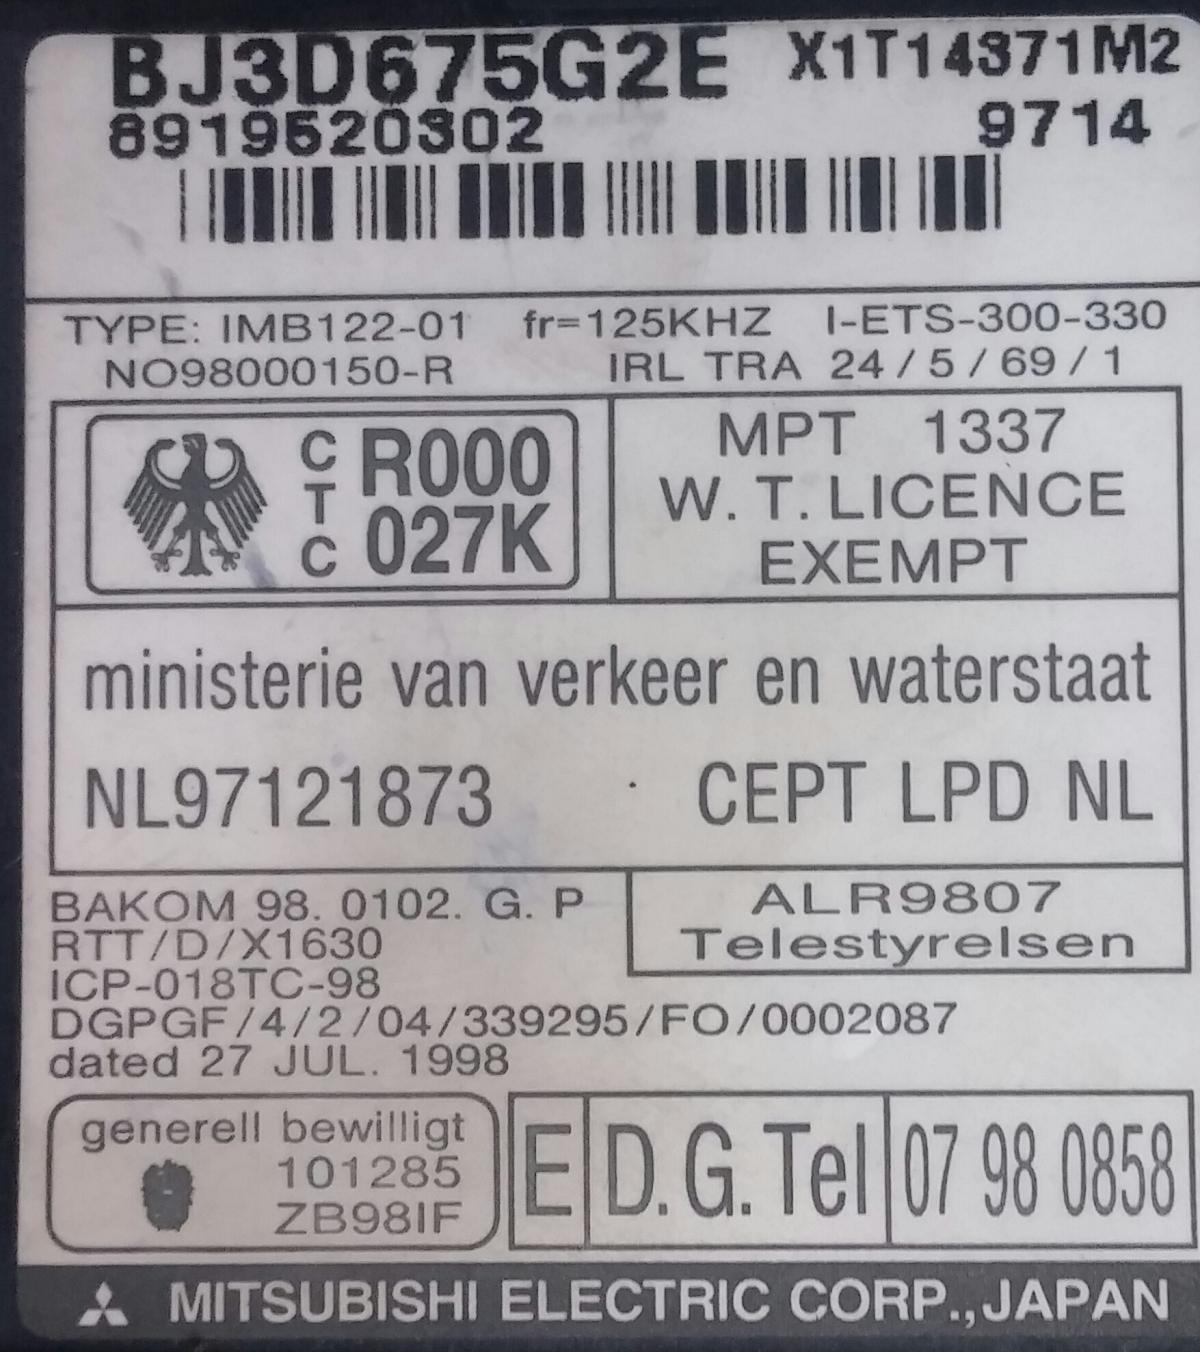 BJ3D675G2E X1T14371M2
8919520302 9714
TYPE: IMB122-01 fr=125KHZ I-ETS-300-330
NO98000150-R IRL TRA 24/5/69/1
CTC R000
027K
MPT 1337
W. T. LICENCE
EXEMPT
ministerie van verkeer en waterstaat
NL97121873 CEPT LPD NL
BAKOM 98. 0102. G. P
RTT/D/X1630
ICP-018TC-98
DGPGF/4/2/04/339295/FO/0002087
dated 27 JUL. 1998
ALR9807
Telestyrelsen
generell bewilligt
101285
ZB98IF
E D.G. Tel 07 98 0858
MITSUBISHI ELECTRIC CORP.,JAPAN